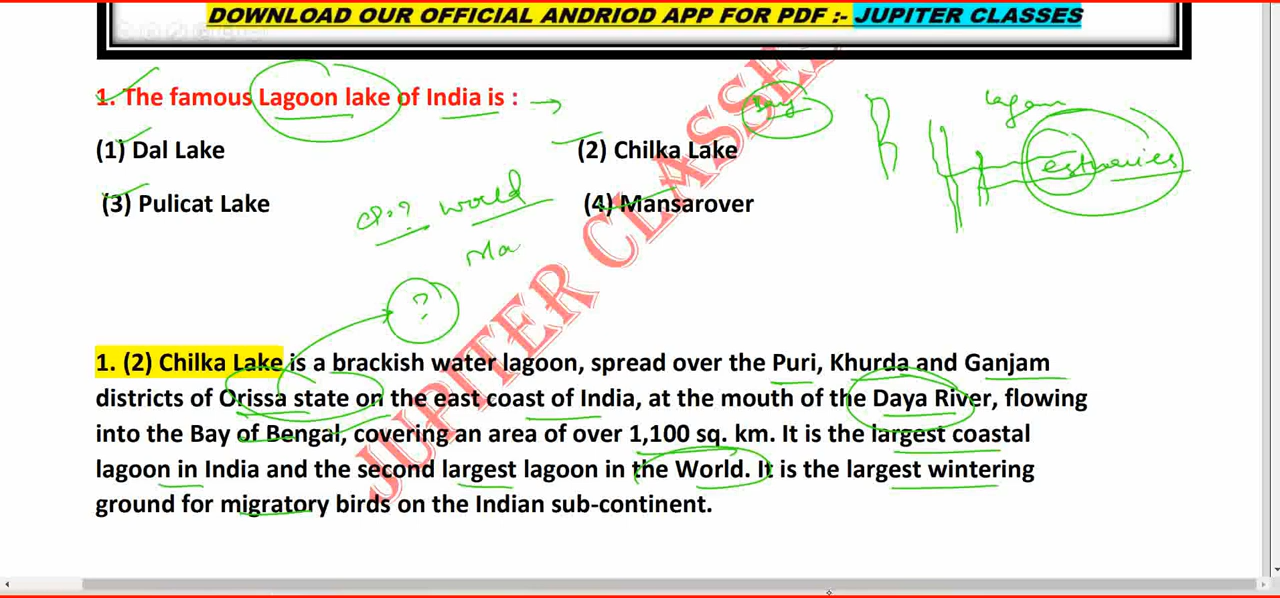 DOWNLOAD OUR OFFICIAL ANDRIOD APP FOR PDF :- JUPITER CLASSES
1. The famous Lagoon lake of India is :
lagoon
(1) Dal Lake
(2) Chilka Lake
estuaries
(3) Pulicat Lake
(4) Mansarover
world
?
1. (2) Chilka Lake is a brackish water lagoon, spread over the Puri, Khurda and Ganjam
districts of Orissa state on the east coast of India, at the mouth of the Daya River, flowing
into the Bay of Bengal, covering an area of over 1,100 sq. km. It is the largest coastal
lagoon in India and the second largest lagoon in the World. It is the largest wintering
ground for migratory birds on the Indian sub-continent.
JUPITER CLASSES